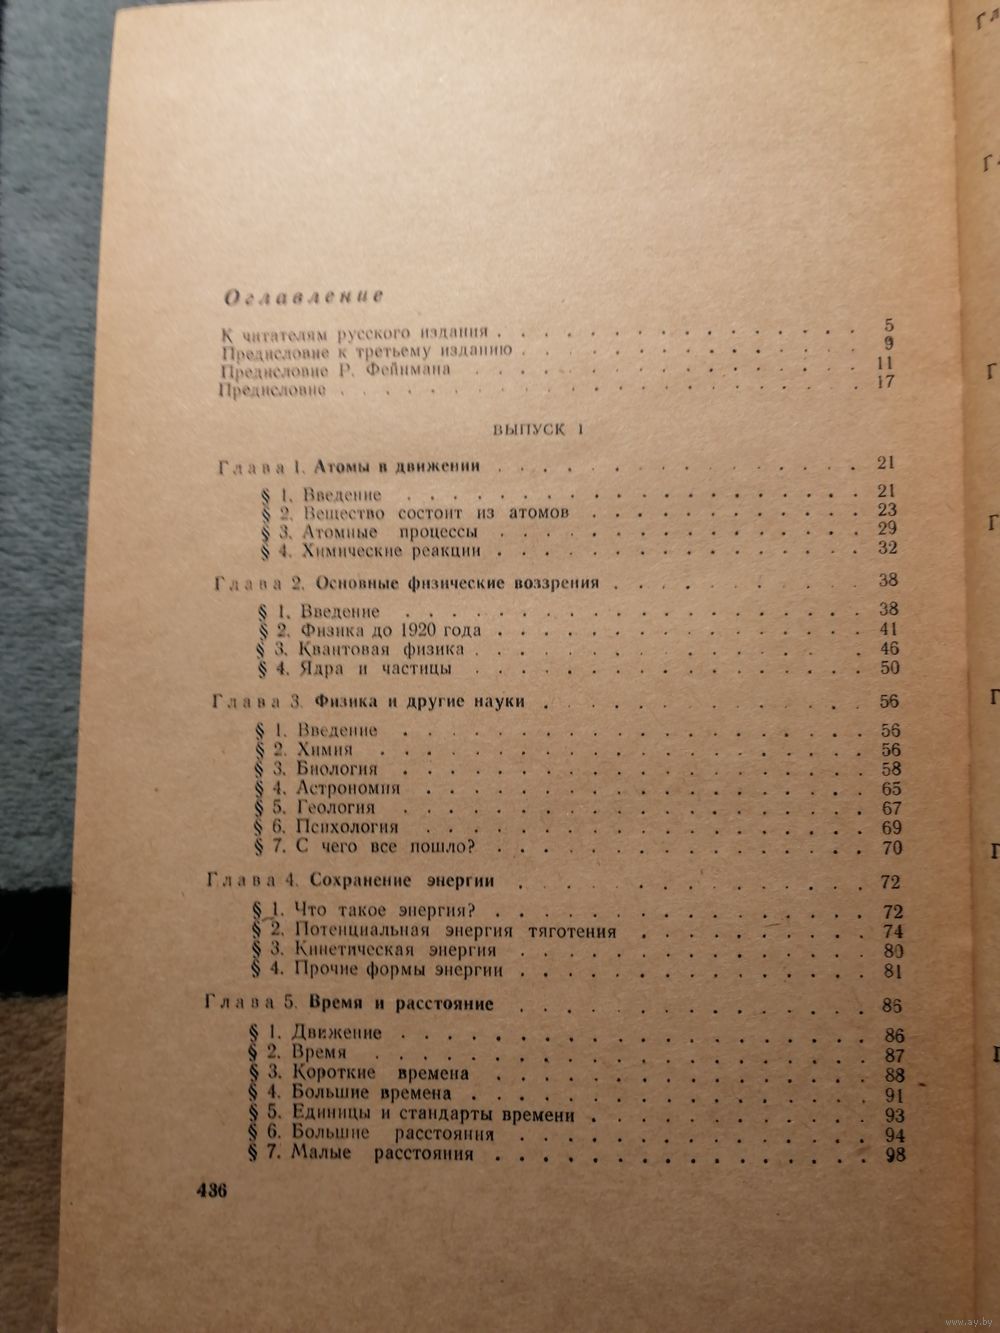 Оглавление
К читателям русского издания . . . . . . . . . . . . . . . . 5
Предисловие к третьему изданию . . . . . . . . . . . . . . . 9
Предисловие Р. Фейнмана . . . . . . . . . . . . . . . . . 11
Предисловие . . . . . . . . . . . . . . . . . . . . . . 17
ВЫПУСК 1
Глава 1. Атомы в движении . . . . . . . . . . . . . . . . 21
§ 1. Введение . . . . . . . . . . . . . . . . . . . . 21
§ 2. Вещество состоит из атомов . . . . . . . . . . . . 23
§ 3. Атомные процессы . . . . . . . . . . . . . . . . 29
§ 4. Химические реакции . . . . . . . . . . . . . . . . 32
Глава 2. Основные физические воззрения . . . . . . . . . . . 38
§ 1. Введение . . . . . . . . . . . . . . . . . . . . 38
§ 2. Физика до 1920 года . . . . . . . . . . . . . . . . 41
§ 3. Квантовая физика . . . . . . . . . . . . . . . . . 46
§ 4. Ядра и частицы . . . . . . . . . . . . . . . . . 50
Глава 3. Физика и другие науки . . . . . . . . . . . . . . 56
§ 1. Введение . . . . . . . . . . . . . . . . . . . . 56
§ 2. Химия . . . . . . . . . . . . . . . . . . . . . 56
§ 3. Биология . . . . . . . . . . . . . . . . . . . . 58
§ 4. Астрономия . . . . . . . . . . . . . . . . . . . 65
§ 5. Геология . . . . . . . . . . . . . . . . . . . . 67
§ 6. Психология . . . . . . . . . . . . . . . . . . . 69
§ 7. С чего все пошло? . . . . . . . . . . . . . . . . 70
Глава 4. Сохранение энергии . . . . . . . . . . . . . . . 72
§ 1. Что такое энергия? . . . . . . . . . . . . . . . . 72
§ 2. Потенциальная энергия тяготения . . . . . . . . . . 74
§ 3. Кинетическая энергия . . . . . . . . . . . . . . . 80
§ 4. Прочие формы энергии . . . . . . . . . . . . . . . 81
Глава 5. Время и расстояние . . . . . . . . . . . . . . . 86
§ 1. Движение . . . . . . . . . . . . . . . . . . . . 86
§ 2. Время . . . . . . . . . . . . . . . . . . . . . 87
§ 3. Короткие времена . . . . . . . . . . . . . . . . 88
§ 4. Большие времена . . . . . . . . . . . . . . . . . 91
§ 5. Единицы и стандарты времени . . . . . . . . . . . . 93
§ 6. Большие расстояния . . . . . . . . . . . . . . . 94
§ 7. Малые расстояния . . . . . . . . . . . . . . . . 98
436
www.ay.by